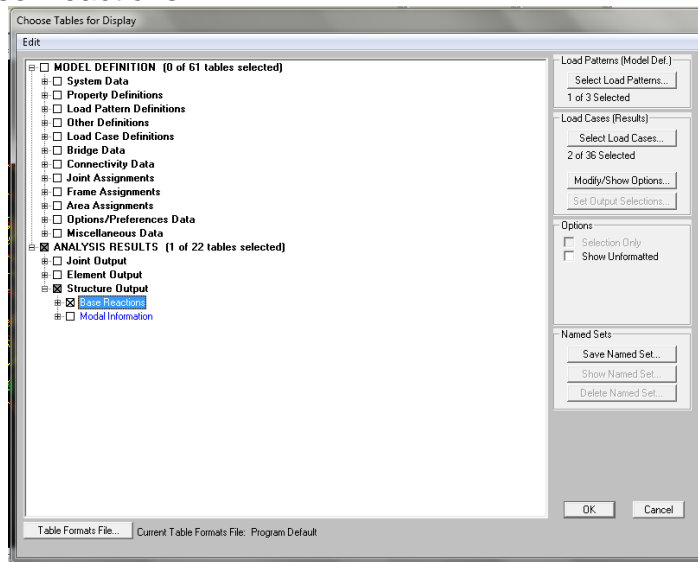 Choose Tables for Display
Edit
MODEL DEFINITION (0 of 61 tables selected)
System Data
Property Definitions
Load Pattern Definitions
Other Definitions
Load Case Definitions
Bridge Data
Connectivity Data
Joint Assignments
Frame Assignments
Area Assignments
Options/Preferences Data
Miscellaneous Data
ANALYSIS RESULTS (1 of 22 tables selected)
Joint Output
Element Output
Structure Output
Base Reactions
Modal Information
Table Formats File...
Current Table Formats File: Program Default
Load Patterns (Model Def.)
Select Load Patterns...
1 of 3 Selected
Load Cases (Results)
Select Load Cases...
2 of 36 Selected
Modify/Show Options...
Set Output Selections...
Options
Selection Only
Show Unformatted
Named Sets
Save Named Set...
Show Named Set...
Delete Named Set...
OK
Cancel